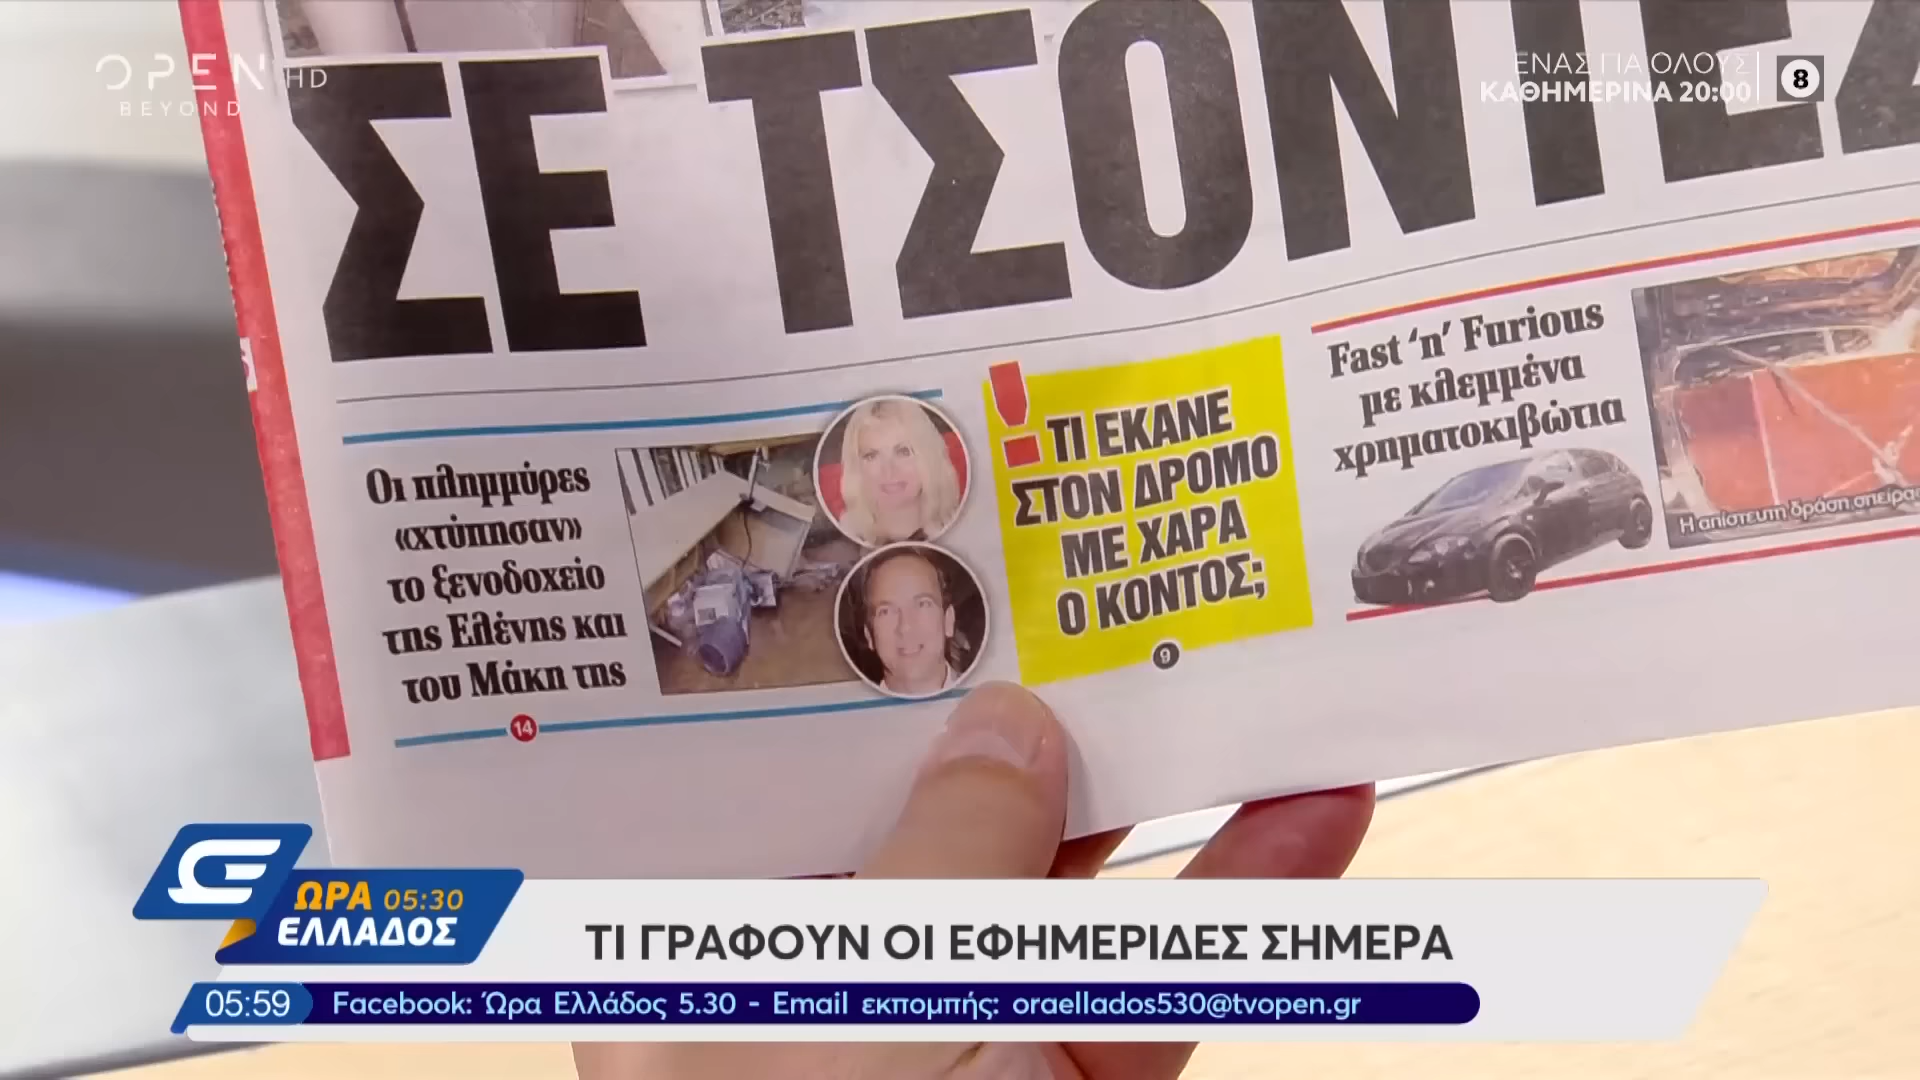 OPEN HD
BEYOND
ΕΝΑΣ ΓΙΑ ΟΛΟΥΣ
ΚΑΘΗΜΕΡΙΝΑ 20:00
8
ΣΕ ΤΣΟΝΤΕΣ
Οι πλημμύρες
«χτύπησαν»
το ξενοδοχείο
της Ελένης και
του Μάκη της
14
! ΤΙ ΕΚΑΝΕ
ΣΤΟΝ ΔΡΟΜΟ
ΜΕ ΧΑΡΑ
Ο ΚΟΝΤΟΣ;
9
Fast ‘n’ Furious
με κλεμμένα
χρηματοκιβώτια
Η απίστευτη δράση σπείρας
ΩΡΑ 05:30
ΕΛΛΑΔΟΣ
ΤΙ ΓΡΑΦΟΥΝ ΟΙ ΕΦΗΜΕΡΙΔΕΣ ΣΗΜΕΡΑ
05:59 Facebook: Ώρα Ελλάδος 5.30 - Email εκπομπής: oraellados530@tvopen.gr